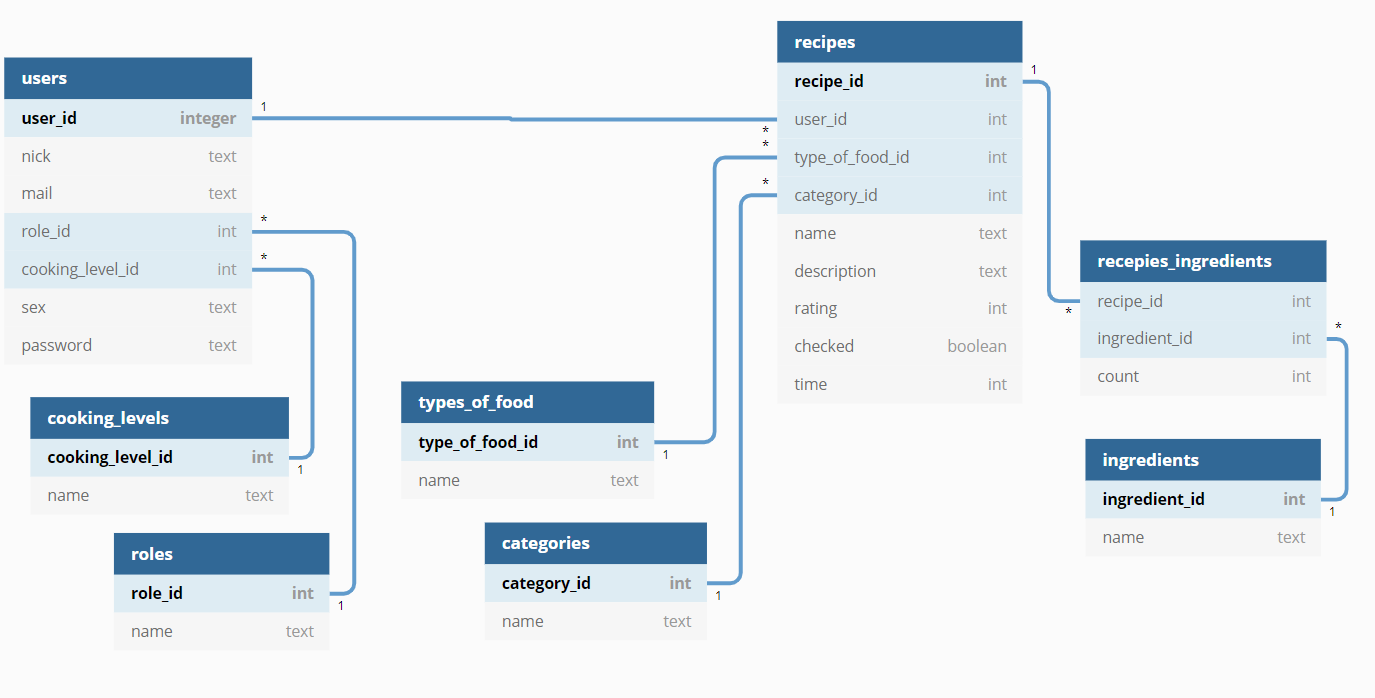 users
user_id integer
nick text
mail text
role_id int
cooking_level_id int
sex text
password text
1
*
*
cooking_levels
cooking_level_id int
name text
1
roles
role_id int
name text
1
types_of_food
type_of_food_id int
name text
1
categories
category_id int
name text
1
recipes
recipe_id int
user_id int
type_of_food_id int
category_id int
name text
description text
rating int
checked boolean
time int
1
*
*
*
recepies_ingredients
recipe_id int
ingredient_id int
count int
*
*
ingredients
ingredient_id int
name text
1